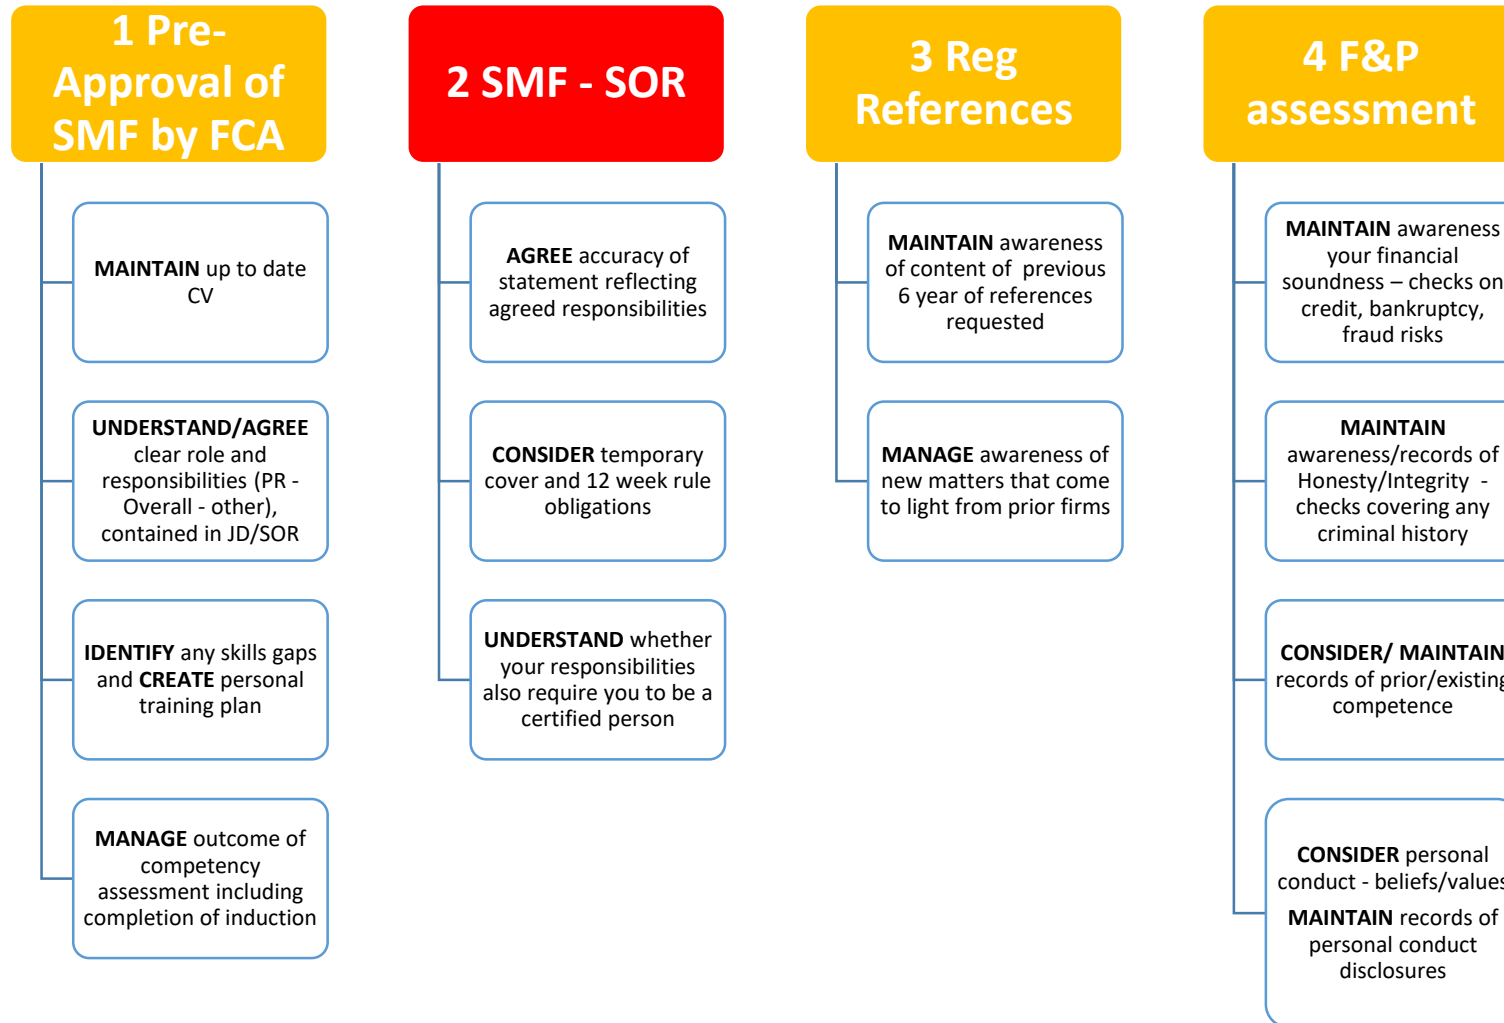 1 Pre-
Approval of
SMF by FCA
MAINTAIN up to date
CV
UNDERSTAND/AGREE
clear role and
responsibilities (PR -
Overall - other),
contained in JD/SOR
IDENTIFY any skills gaps
and CREATE personal
training plan
MANAGE outcome of
competency
assessment including
completion of induction
2 SMF - SOR
AGREE accuracy of
statement reflecting
agreed responsibilities
CONSIDER temporary
cover and 12 week rule
obligations
UNDERSTAND whether
your responsibilities
also require you to be a
certified person
3 Reg
References
MAINTAIN awareness
of content of previous
6 year of references
requested
MANAGE awareness of
new matters that come
to light from prior firms
4 F&P
assessment
MAINTAIN awareness
your financial
soundness – checks on
credit, bankruptcy,
fraud risks
MAINTAIN
awareness/records of
Honesty/Integrity -
checks covering any
criminal history
CONSIDER/ MAINTAIN
records of prior/existing
competence
CONSIDER personal
conduct - beliefs/values
MAINTAIN records of
personal conduct
disclosures